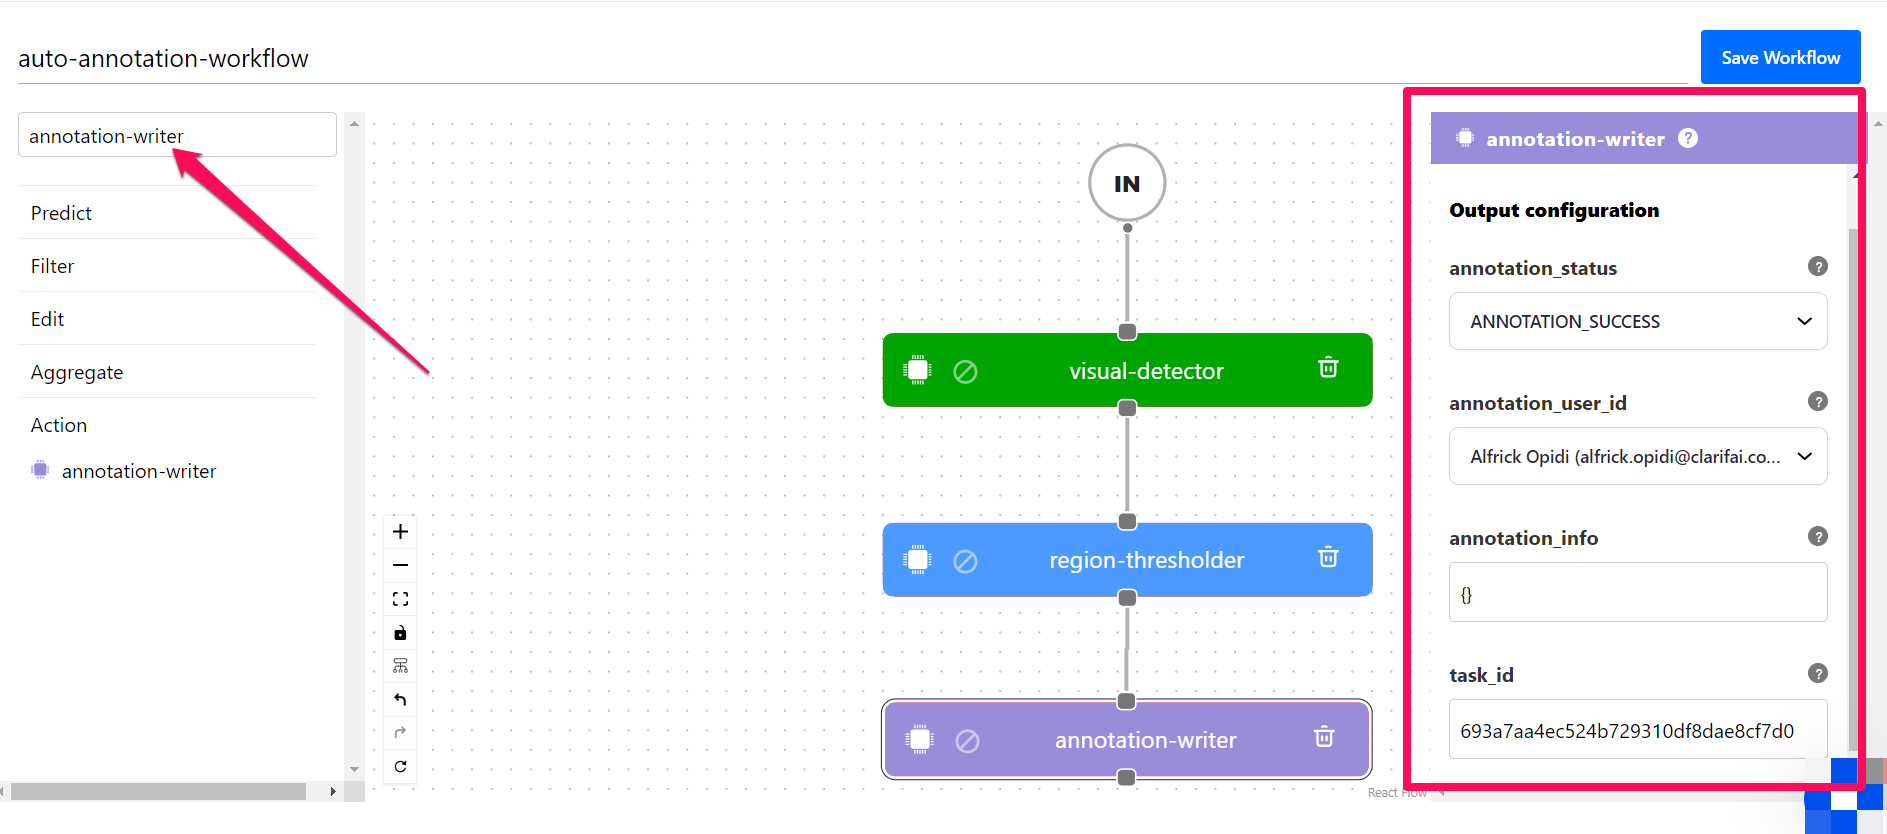 auto-annotation-workflow
Save Workflow
annotation-writer
Predict
Filter
Edit
Aggregate
Action
annotation-writer
IN
visual-detector
region-thresholder
annotation-writer
React Flow
annotation-writer ?
Output configuration
annotation_status ?
ANNOTATION_SUCCESS
annotation_user_id ?
Alfrick Opidi (alfrick.opidi@clarifai.co...
annotation_info ?
{}
task_id ?
693a7aa4ec524b729310df8dae8cf7d0